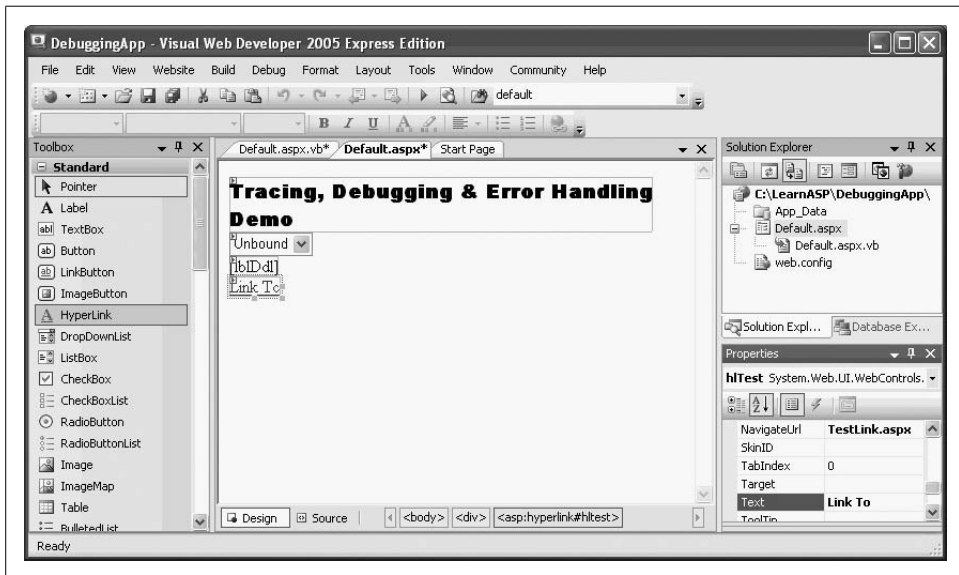 DebuggingApp - Visual Web Developer 2005 Express Edition
File Edit View Website Build Debug Format Layout Tools Window Community Help
default
B I U A
Toolbox
Standard
Pointer
A Label
abl TextBox
ab Button
ab LinkButton
ImageButton
A HyperLink
DropDownList
ListBox
CheckBox
CheckBoxList
RadioButton
RadioButtonList
Image
ImageMap
Table
BulletedList
Default.aspx.vb* Default.aspx* Start Page
Tracing, Debugging & Error Handling
Demo
Unbound
[lblDdl]
Link To
Design Source <body> <div> <asp:hyperlink#hltest>
Solution Explorer
C:\LearnASP\DebuggingApp\
App_Data
Default.aspx
Default.aspx.vb
web.config
Solution Expl... Database Ex...
Properties
hlTest System.Web.UI.WebControls.
NavigateUrl TestLink.aspx
SkinID
TabIndex 0
Target
Text Link To
ToolTip
Ready